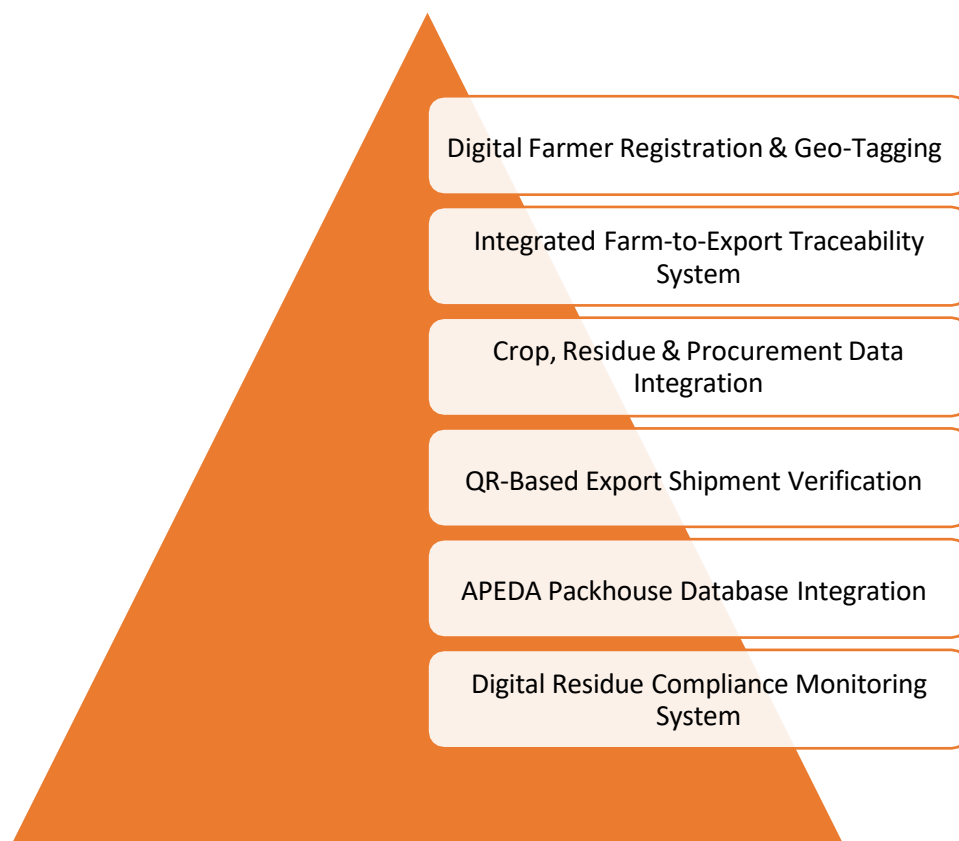 Digital Farmer Registration & Geo-Tagging
Integrated Farm-to-Export Traceability
System
Crop, Residue & Procurement Data
Integration
QR-Based Export Shipment Verification
APEDA Packhouse Database Integration
Digital Residue Compliance Monitoring
System